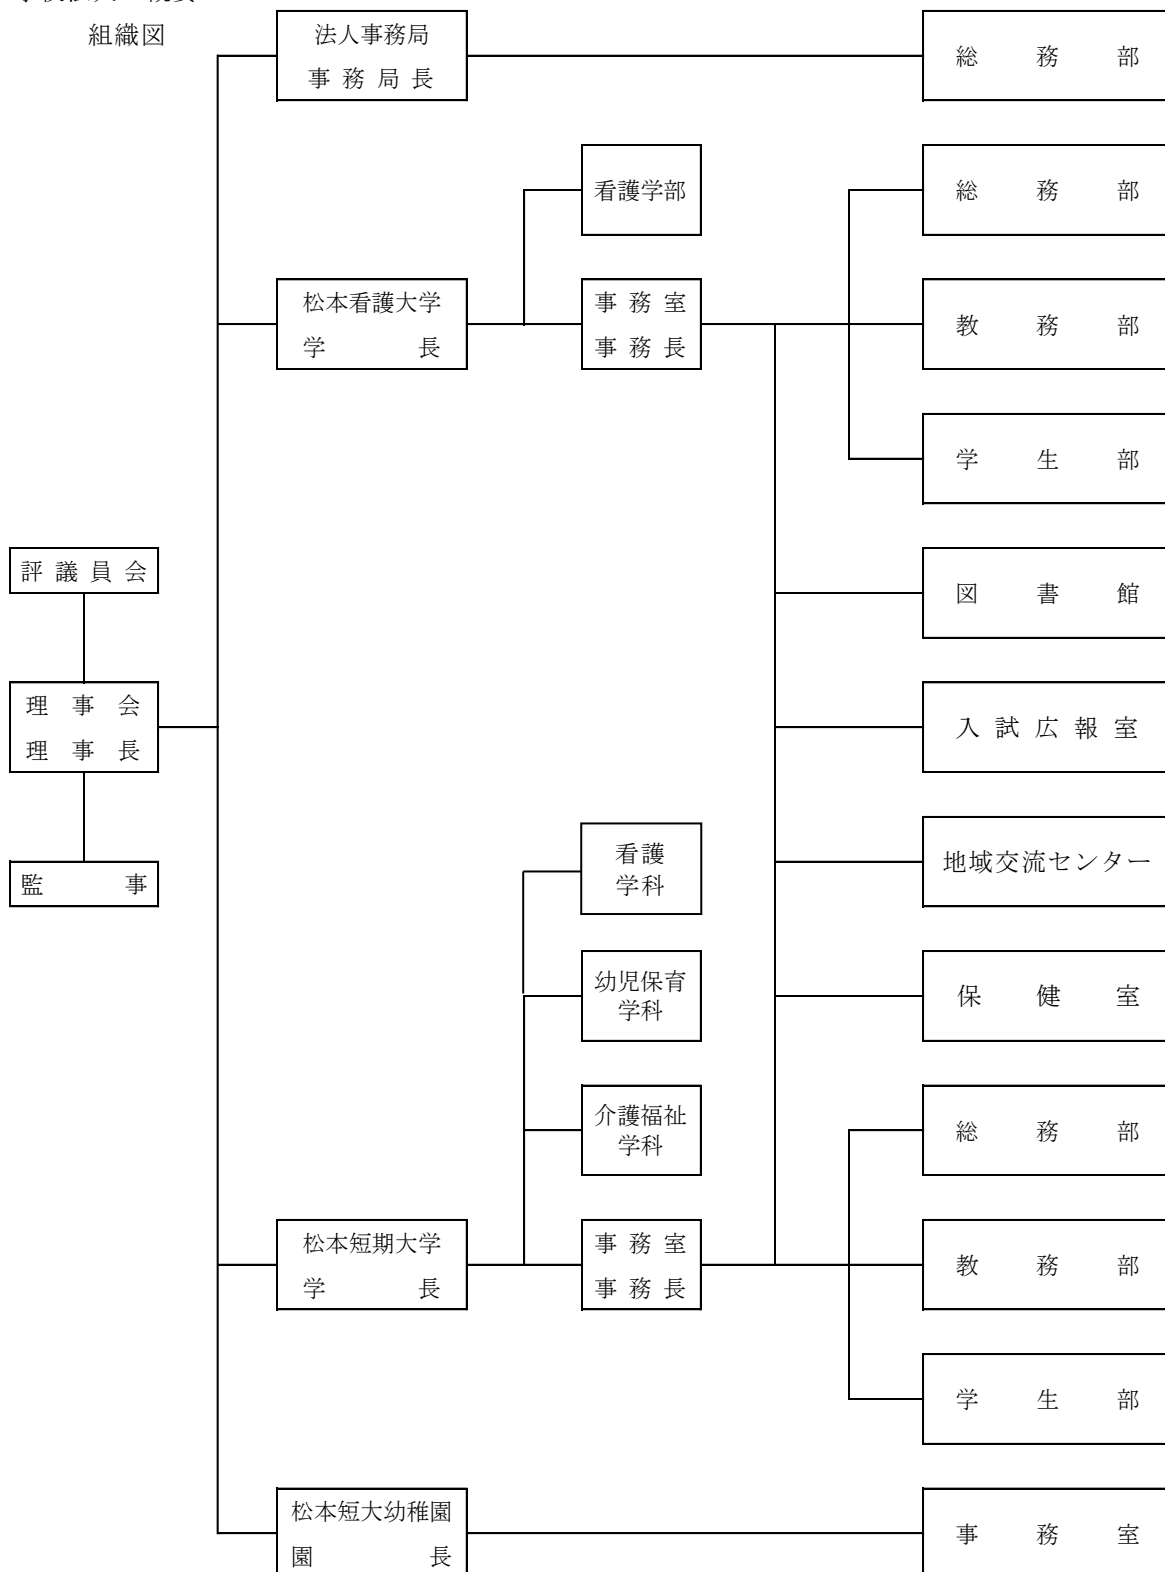 組織図
法人事務局
事務局長
総務部
看護学部
総務部
松本看護大学
学長
事務室
事務長
教務部
学生部
評議員会
図書館
理事会
理事長
入試広報室
看護
学科
地域交流センター
監事
幼児保育
学科
保健室
介護福祉
学科
総務部
松本短期大学
学長
事務室
事務長
教務部
学生部
松本短大幼稚園
園長
事務室